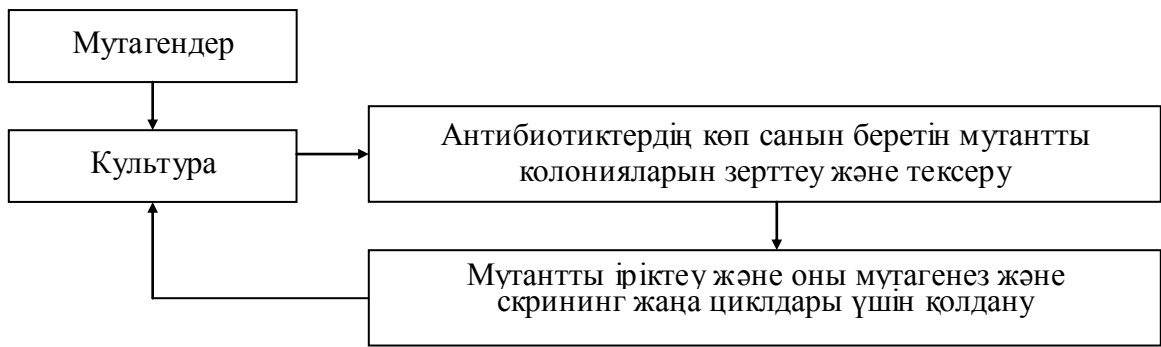 Мутагендер
Культура
Антибиотиктердің көп санын беретін мутантты
колонияларын зерттеу және тексеру
Мутантты іріктеу және оны мутагенез және
скрининг жаңа циклдары үшін қолдану